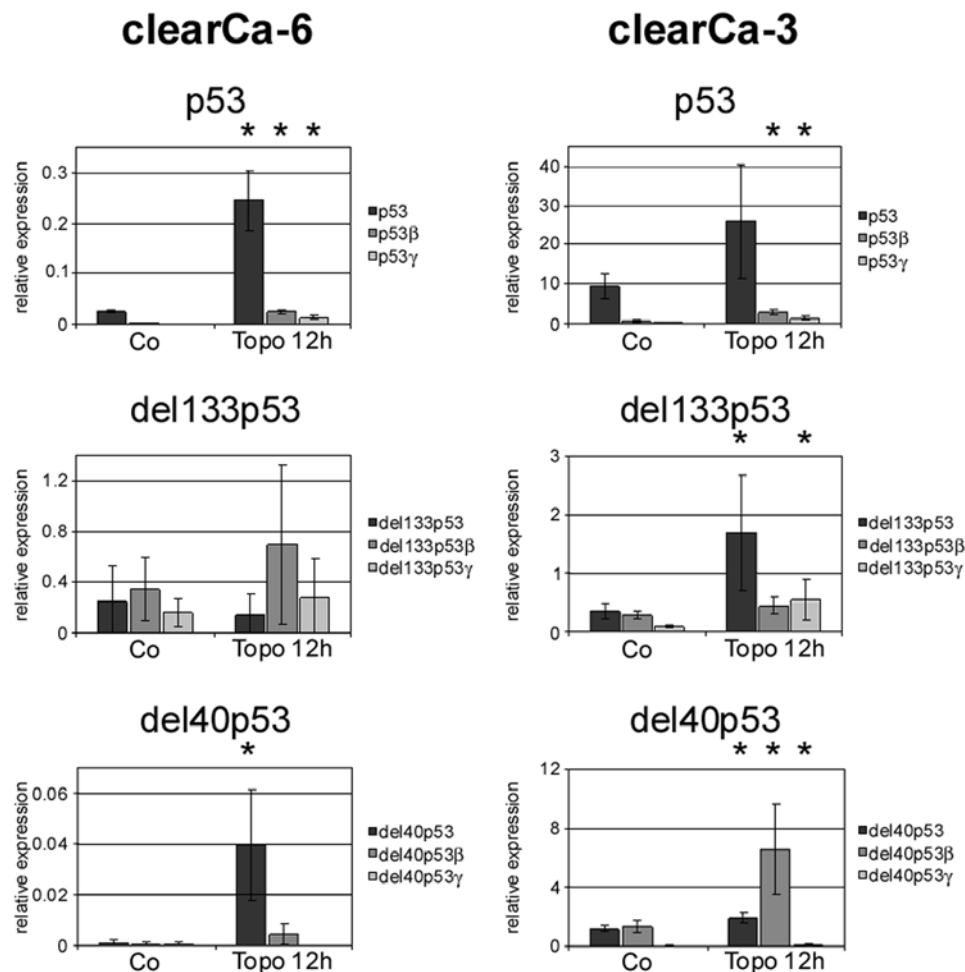 clearCa-6
p53
* * *
relative expression
0.3
0.2
0.1
0
Co
Topo 12h
p53
p53β
p53γ
del133p53
relative expression
1.2
0.8
0.4
0
Co
Topo 12h
del133p53
del133p53β
del133p53γ
del40p53
*
relative expression
0.06
0.04
0.02
0
Co
Topo 12h
del40p53
del40p53β
del40p53γ
clearCa-3
p53
* *
relative expression
40
30
20
10
0
Co
Topo 12h
p53
p53β
p53γ
del133p53
* *
relative expression
3
2
1
0
Co
Topo 12h
del133p53
del133p53β
del133p53γ
del40p53
* * *
relative expression
12
8
4
0
Co
Topo 12h
del40p53
del40p53β
del40p53γ